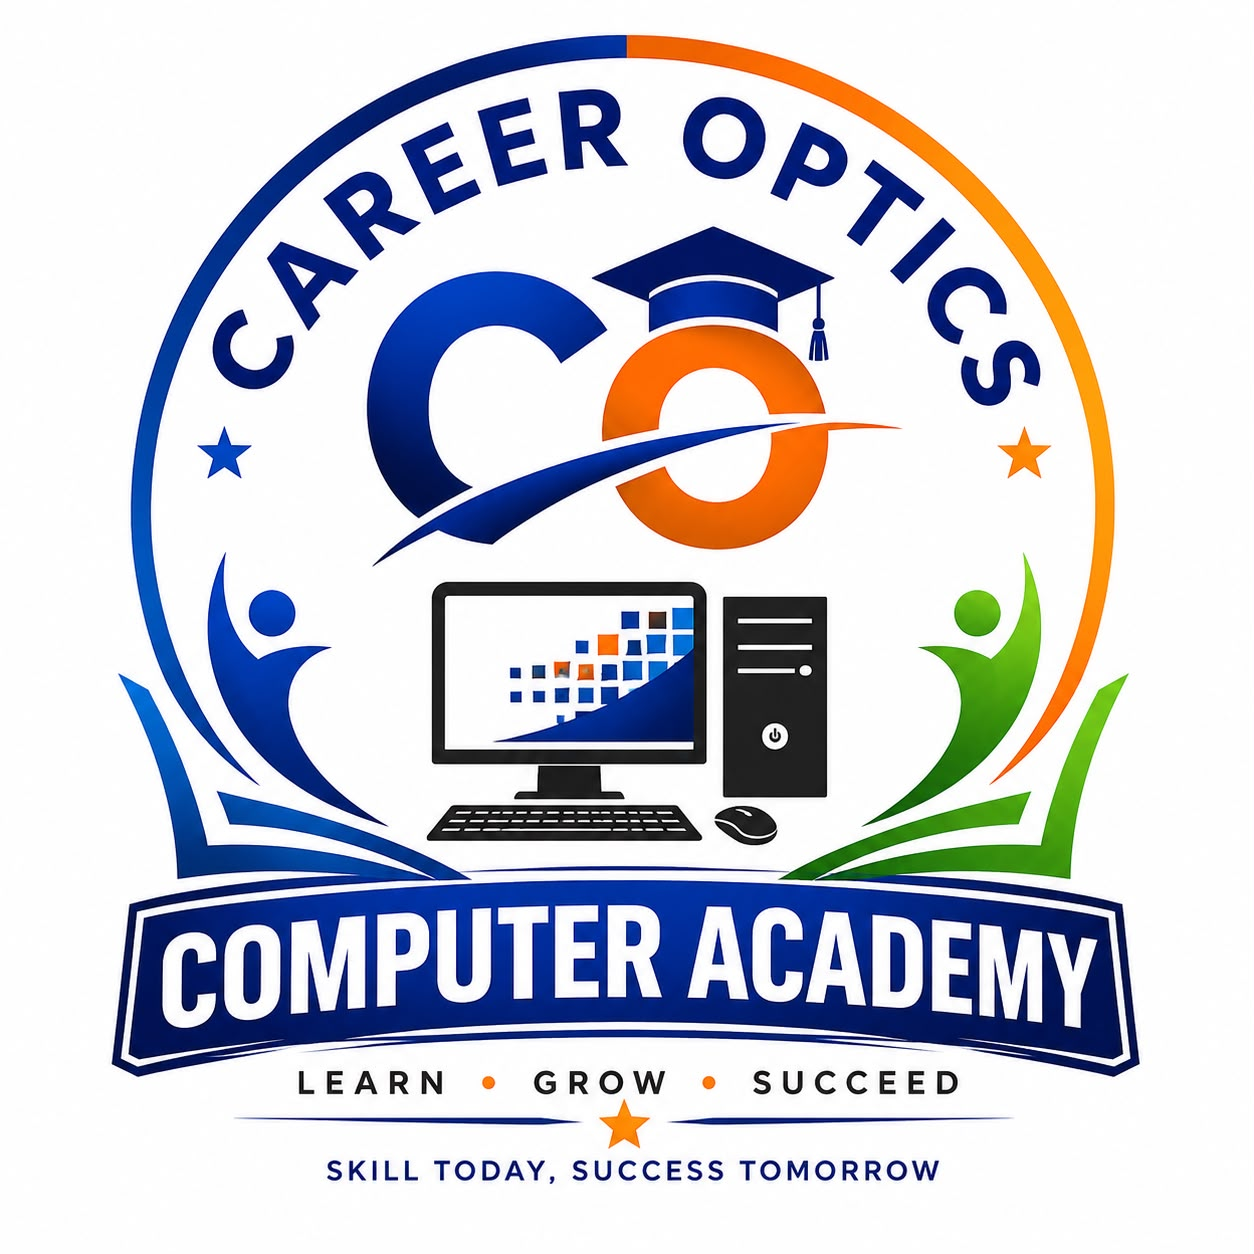 CAREER OPTICS
CO
COMPUTER ACADEMY
LEARN • GROW • SUCCEED
SKILL TODAY, SUCCESS TOMORROW